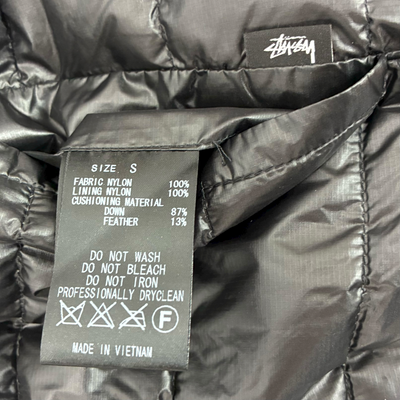 Stüssy
SIZE S
FABRIC NYLON 100%
LINING NYLON 100%
CUSHIONING MATERIAL
DOWN 87%
FEATHER 13%
DO NOT WASH
DO NOT BLEACH
DO NOT IRON
PROFESSIONALLY DRYCLEAN
F
MADE IN VIETNAM